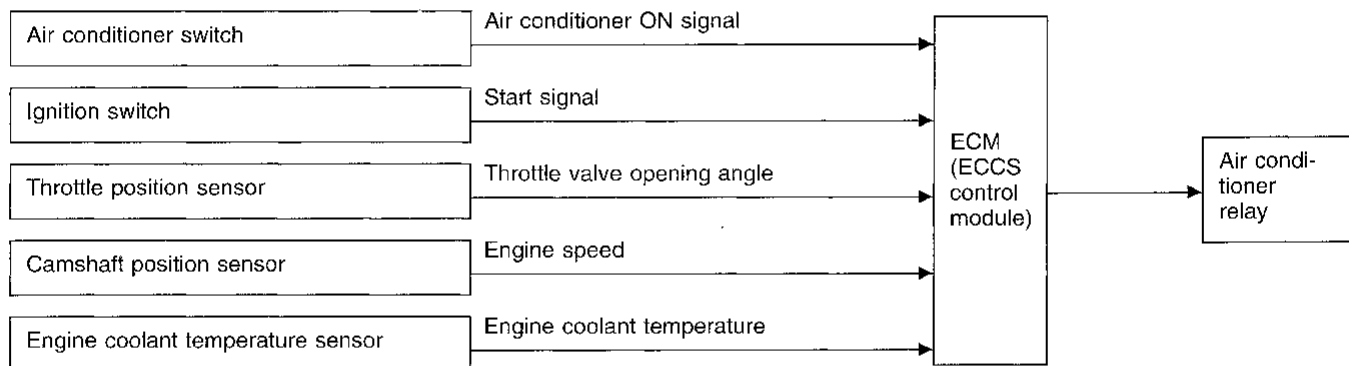 Air conditioner switch
Air conditioner ON signal
Ignition switch
Start signal
Throttle position sensor
Throttle valve opening angle
Camshaft position sensor
Engine speed
Engine coolant temperature sensor
Engine coolant temperature
ECM
(ECCS
control
module)
Air condi-
tioner
relay